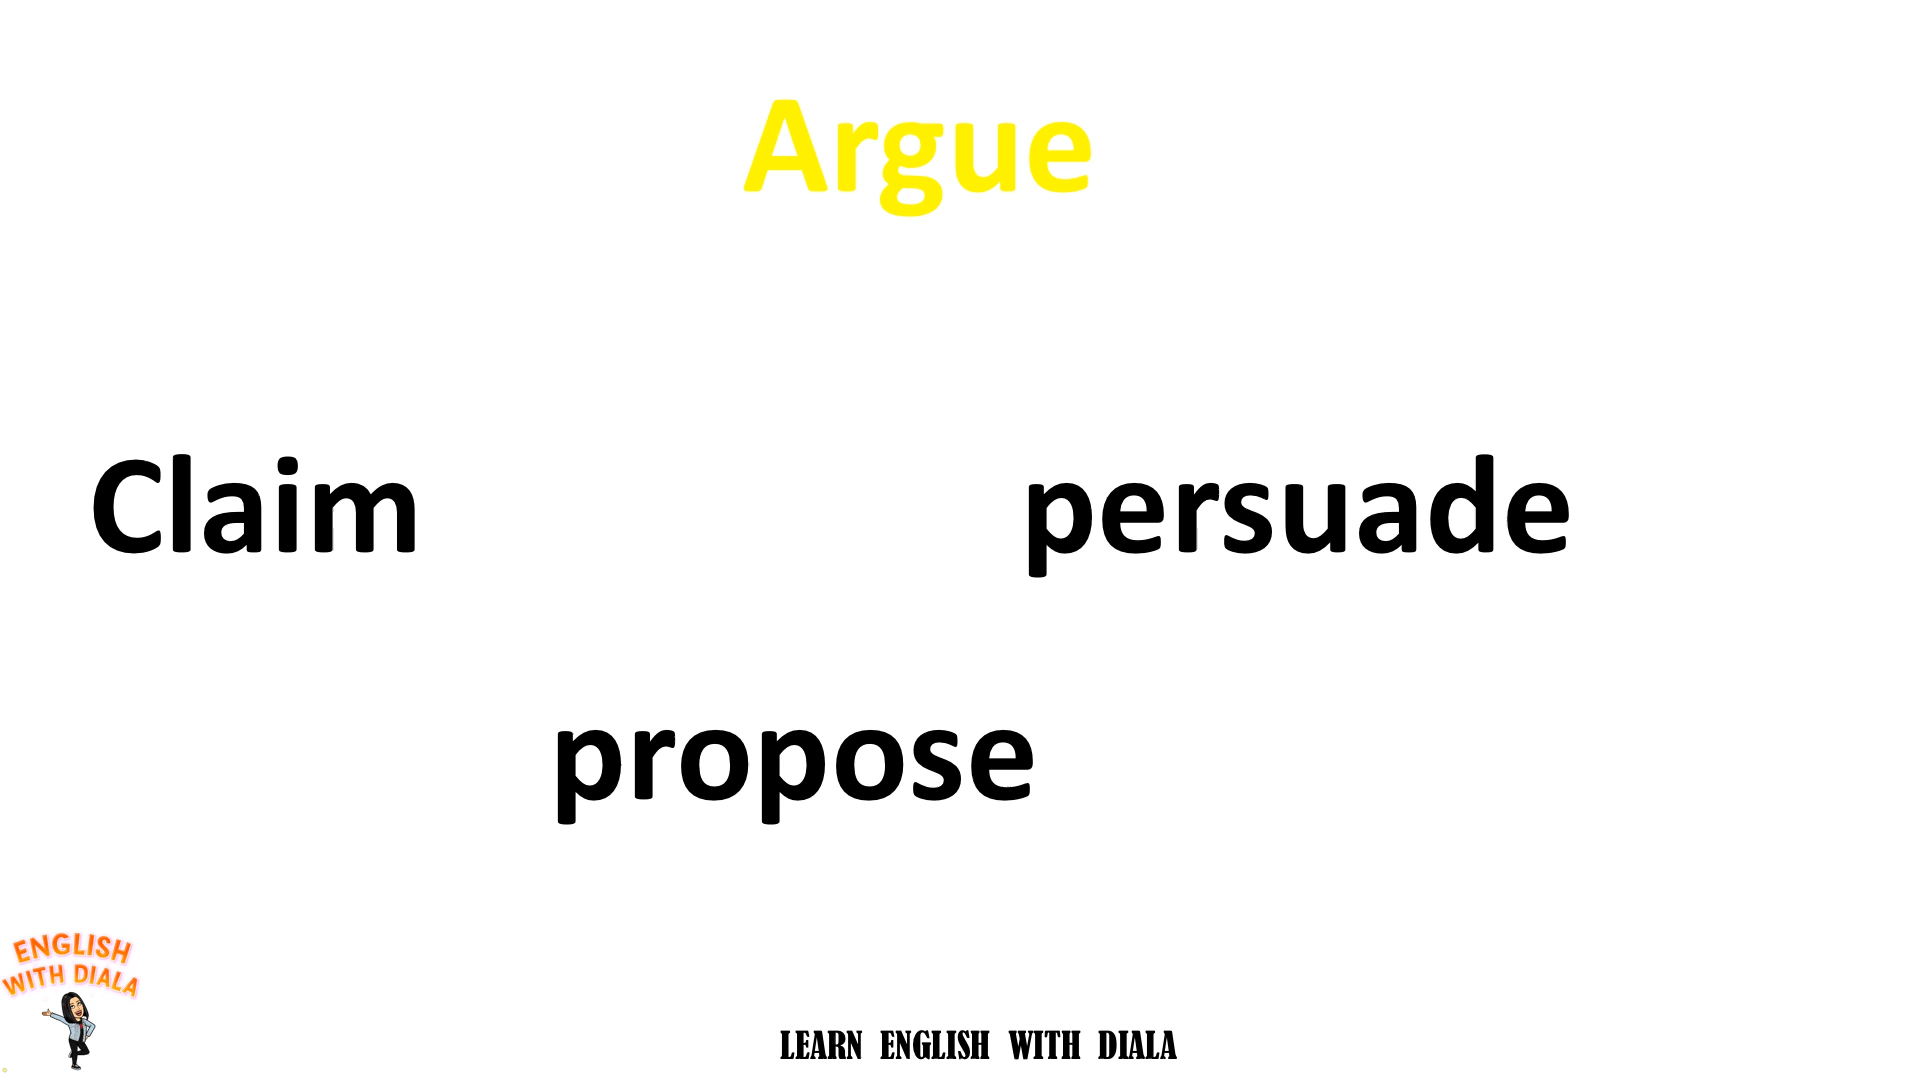 Argue
Claim
persuade
propose
ENGLISH
WITH DIALA
LEARN ENGLISH WITH DIALA